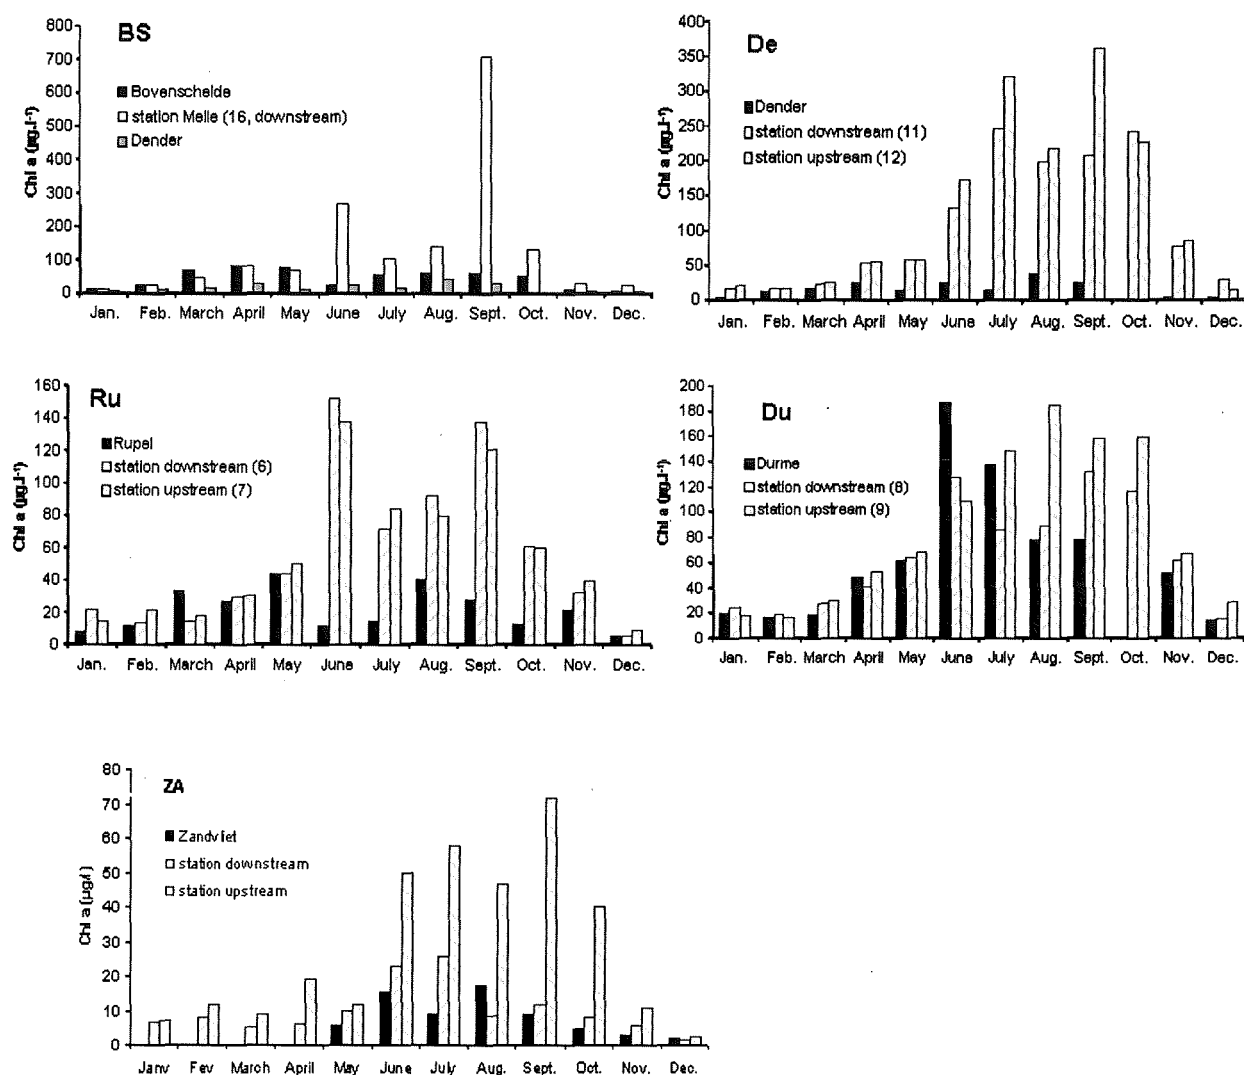 BS
Chl a (µg.l-¹)
800
700
600
500
400
300
200
100
0
Bovenschelde
station Melle (16, downstream)
Dender
Jan. Feb. March April May June July Aug. Sept. Oct. Nov. Dec.
De
Chl a (µg.l-¹)
400
350
300
250
200
150
100
50
0
Dender
station downstream (11)
station upstream (12)
Jan. Feb. March April May June July Aug. Sept. Oct. Nov. Dec.
Ru
Chl a (µg.l-¹)
160
140
120
100
80
60
40
20
0
Rupel
station downstream (6)
station upstream (7)
Jan. Feb. March April May June July Aug. Sept. Oct. Nov. Dec.
Du
Chl a (µg.l-¹)
200
180
160
140
120
100
80
60
40
20
0
Durme
station downstream (8)
station upstream (9)
Jan. Feb. March April May June July Aug. Sept. Oct. Nov. Dec.
ZA
Chl a (µg/l)
80
70
60
50
40
30
20
10
0
Zandvliet
station downstream
station upstream
Janv Fev March April May June July Aug. Sept. Oct. Nov. Dec.